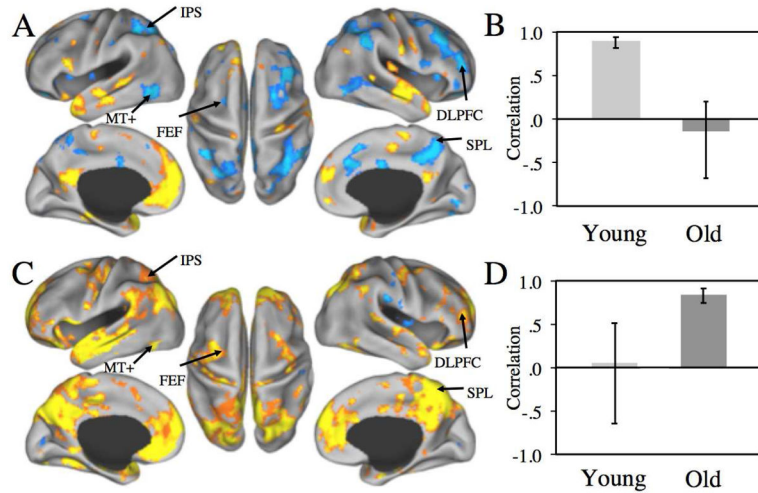 A
IPS
MT+
FEF
DLPFC
SPL
B
Correlation
1.0
.5
.0
-.5
-1.0
Young
Old
C
IPS
MT+
FEF
DLPFC
SPL
D
Correlation
1.0
.5
.0
-.5
-1.0
Young
Old